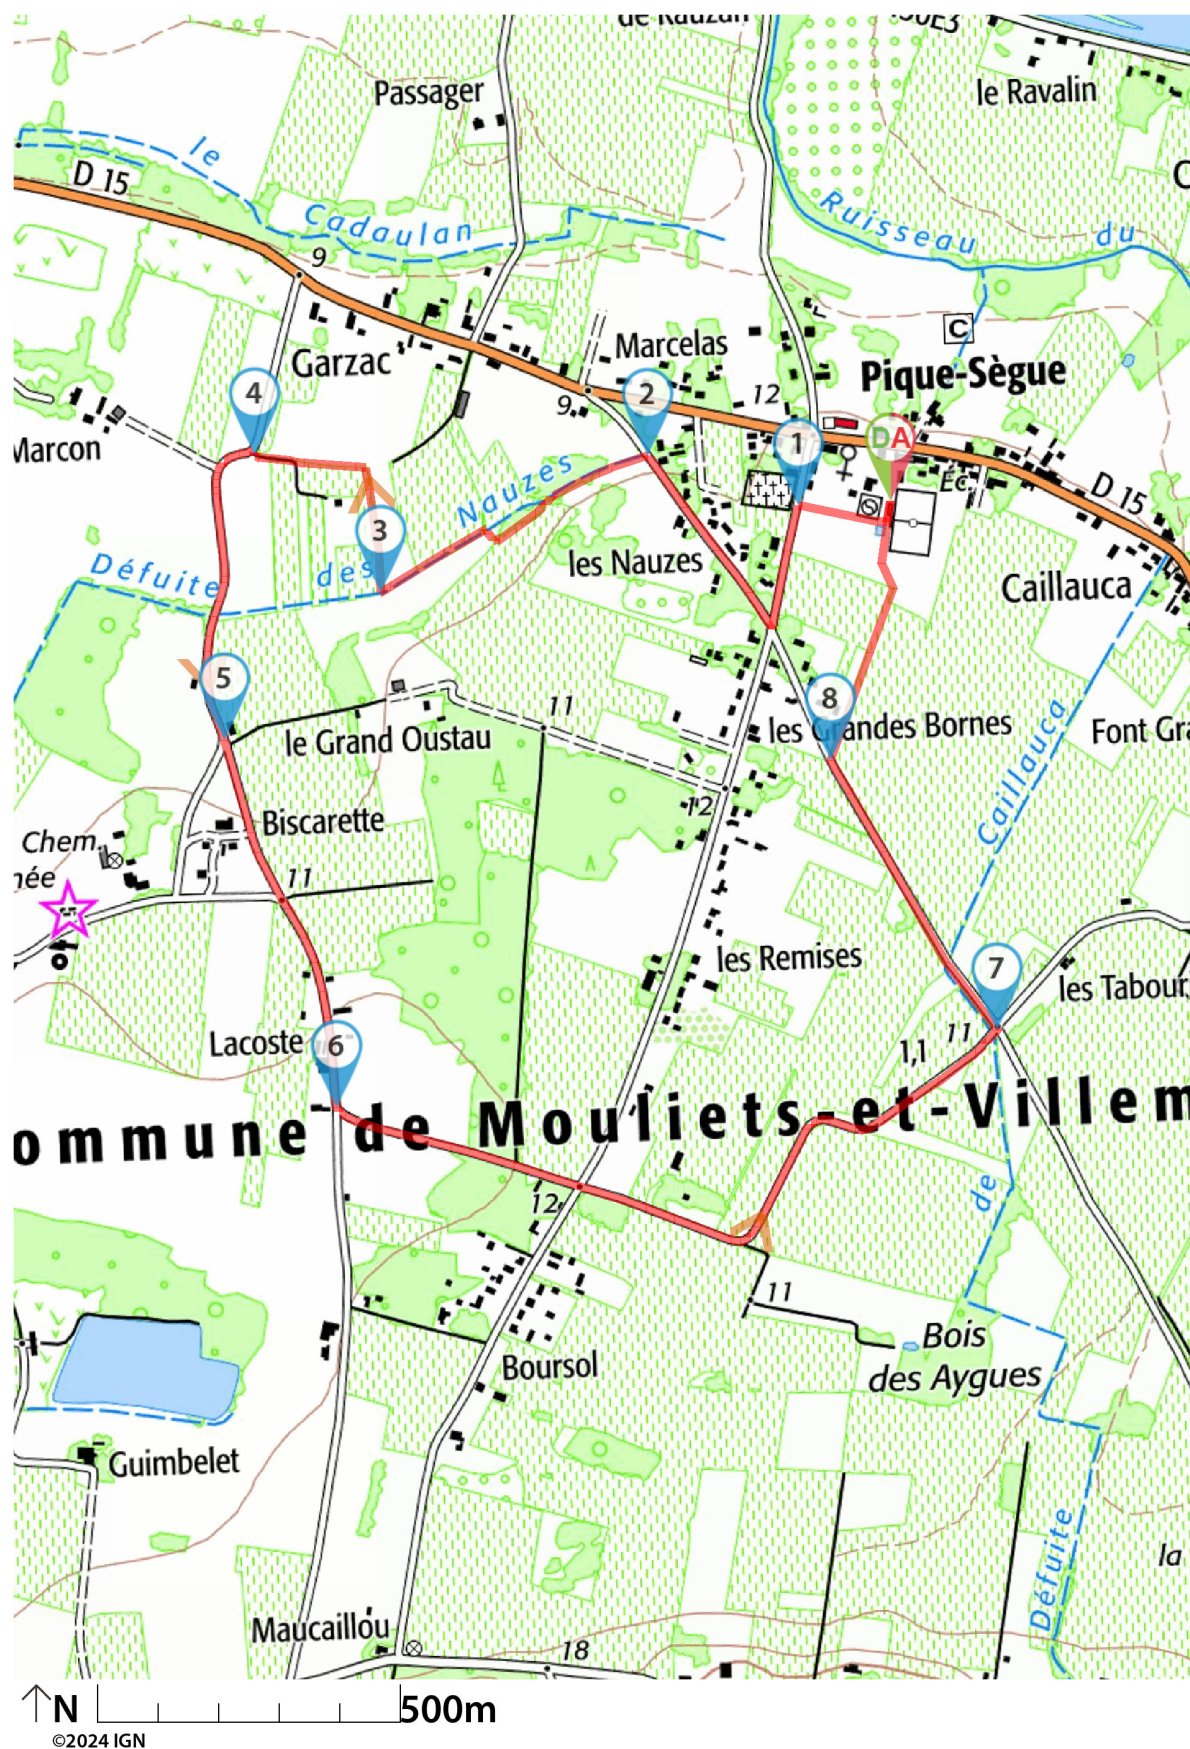 de Rauzan
le Ravalin
Passager
le
D 15
Cadaulan
Ruisseau
du
9
C
Marcelas
Garzac
Pique-Sègue
12
4
2
9
1
D A
Marcon
Éc.
D 15
Nauzes
3
les Nauzes
Défuite
des
Caillauca
5
8
11
le Grand Oustau
les Grandes Bornes
Font Gra
Caillauca
12
Biscarette
Chem.
née
11
les Remises
7
les Tabour
11
1,1
Lacoste
6
ommune de Mouliets-et-Villem
12
de
11
Bois
des Aygues
Boursol
Guimbelet
Défuite
la
Maucaillou
18
N
500m
©2024 IGN